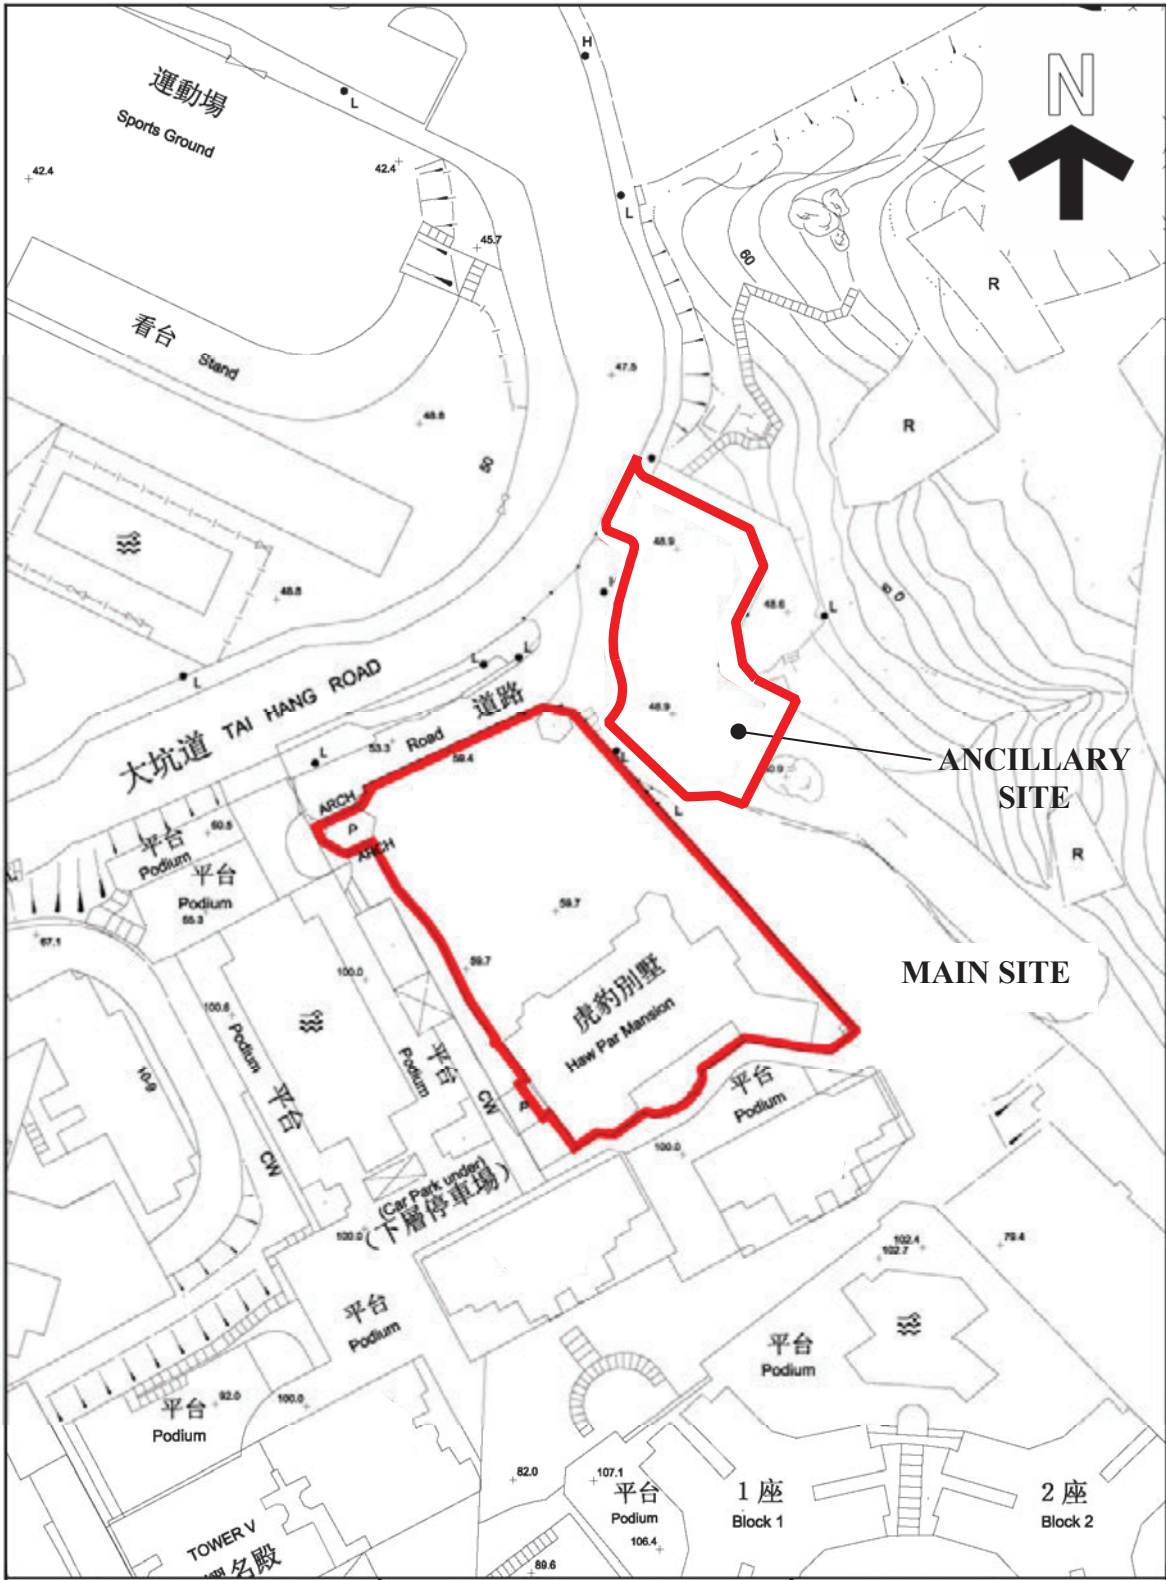 N
H
L
運動場
Sports Ground
42.4
42.4
L
45.7
60
R
看台
Stand
47.5
48.8
R
50
48.9
48.8
48.6
L
L
L
L
大坑道 TAI HANG ROAD
道路
Road
48.9
53.3
59.4
L
L
L
ANCILLARY
SITE
ARCH
P
ARCH
60.5
平台
Podium
平台
Podium
55.3
R
67.1
59.7
59.7
100.0
MAIN SITE
虎豹別墅
Haw Par Mansion
100.6
Podium
平台
平台
Podium
CW
P
平台
Podium
CW
100.0
(Car Park under)
(下層停車場)
100.0
102.4
102.7
79.4
平台
Podium
平台
Podium
92.0
100.0
平台
Podium
82.0
107.1
平台
Podium
106.4
1 座
Block 1
2 座
Block 2
TOWER V
名殿
89.6